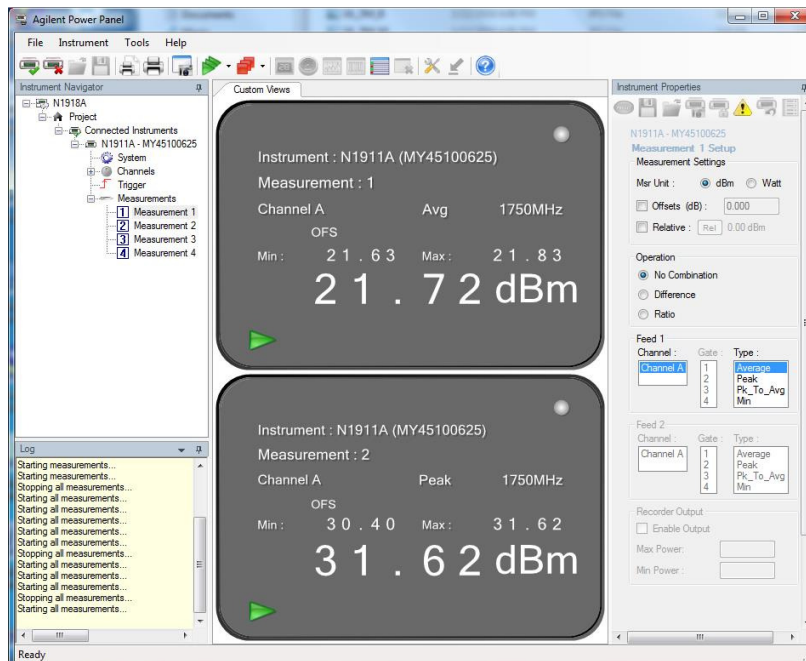 Agilent Power Panel
File Instrument Tools Help
Instrument Navigator
N1918A
Project
Connected Instruments
N1911A - MY45100625
System
Channels
Trigger
Measurements
1 Measurement 1
2 Measurement 2
3 Measurement 3
4 Measurement 4
Log
Starting measurements...
Starting measurements...
Stopping all measurements...
Starting all measurements...
Starting all measurements...
Starting all measurements...
Starting all measurements...
Starting all measurements...
Stopping all measurements...
Starting all measurements...
Starting all measurements...
Starting all measurements...
Stopping all measurements...
Starting all measurements...
Ready
Custom Views
Instrument : N1911A (MY45100625)
Measurement : 1
Channel A Avg 1750MHz
OFS
Min : 21.63 Max : 21.83
21.72 dBm
Instrument : N1911A (MY45100625)
Measurement : 2
Channel A Peak 1750MHz
OFS
Min : 30.40 Max : 31.62
31.62 dBm
Instrument Properties
N1911A - MY45100625
Measurement 1 Setup
Measurement Settings
Msr Unit : dBm Watt
Offsets (dB) : 0.000
Relative : Rel 0.00 dBm
Operation
No Combination
Difference
Ratio
Feed 1
Channel : Gate : Type :
Channel A 1 Average
2 Peak
3 Pk_To_Avg
4 Min
Feed 2
Channel : Gate : Type :
Channel A 1 Average
2 Peak
3 Pk_To_Avg
4 Min
Recorder Output
Enable Output
Max Power:
Min Power :